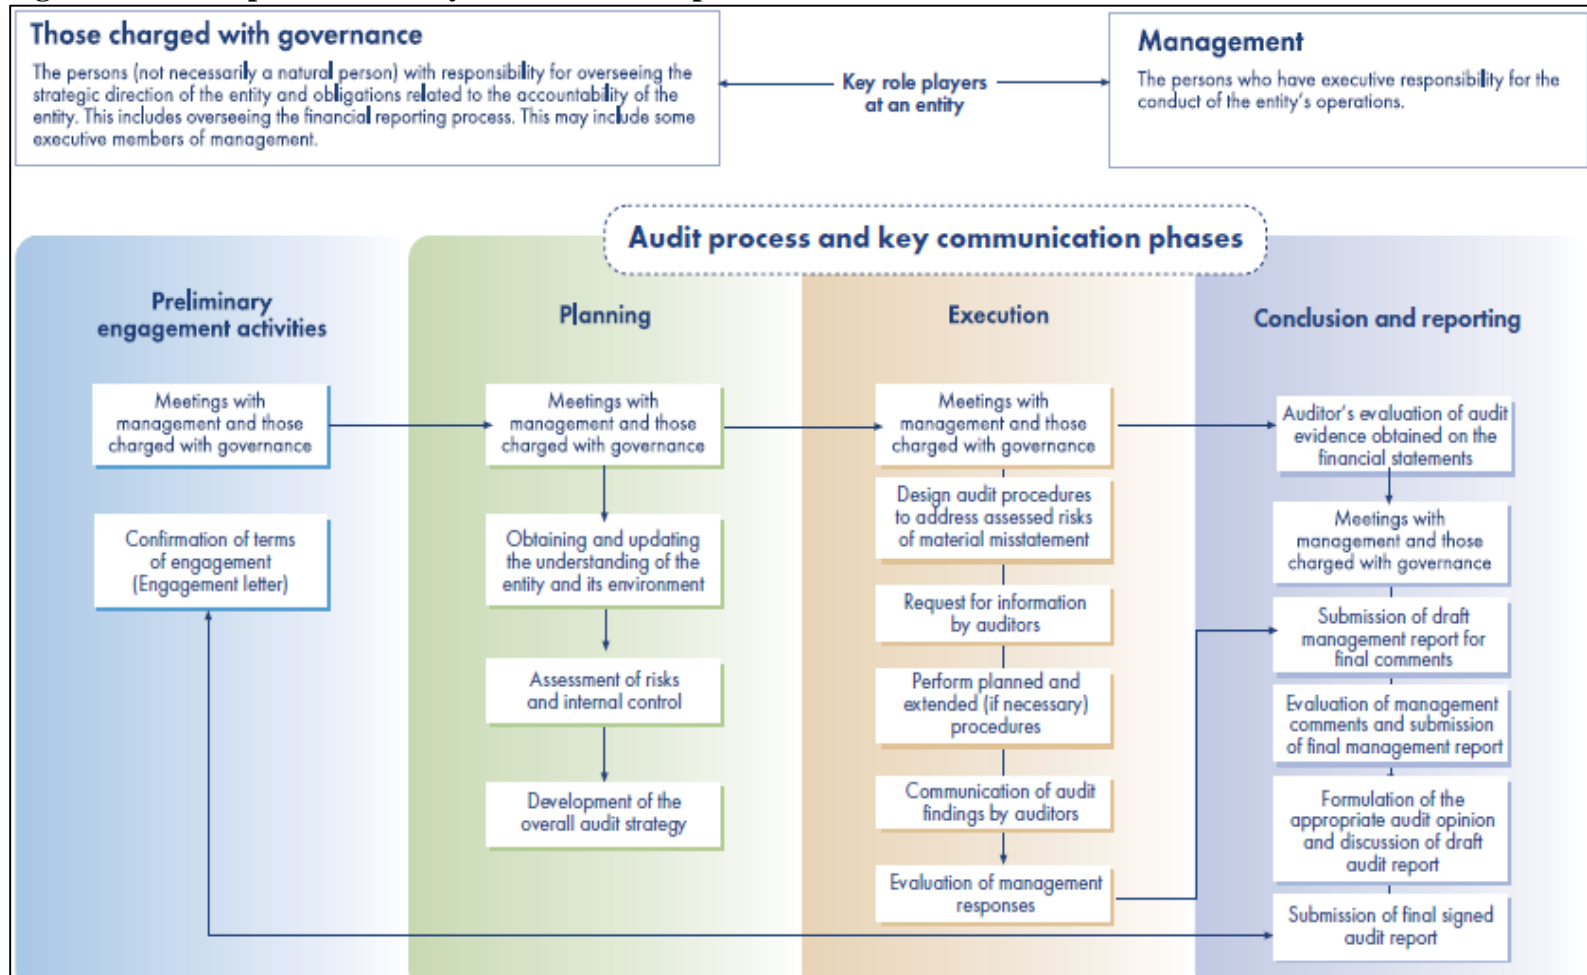 Those charged with governance
The persons (not necessarily a natural person) with responsibility for overseeing the
strategic direction of the entity and obligations related to the accountability of the
entity. This includes overseeing the financial reporting process. This may include some
executive members of management.
Key role players
at an entity
Management
The persons who have executive responsibility for the
conduct of the entity's operations.
Audit process and key communication phases
Preliminary
engagement activities
Meetings with
management and those
charged with governance
Confirmation of terms
of engagement
(Engagement letter)
Planning
Meetings with
management and those
charged with governance
Obtaining and updating
the understanding of the
entity and its environment
Assessment of risks
and internal control
Development of the
overall audit strategy
Execution
Meetings with
management and those
charged with governance
Design audit procedures
to address assessed risks
of material misstatement
Request for information
by auditors
Perform planned and
extended (if necessary)
procedures
Communication of audit
findings by auditors
Evaluation of management
responses
Conclusion and reporting
Auditor's evaluation of audit
evidence obtained on the
financial statements
Meetings with
management and those
charged with governance
Submission of draft
management report for
final comments
Evaluation of management
comments and submission
of final management report
Formulation of the
appropriate audit opinion
and discussion of draft
audit report
Submission of final signed
audit report